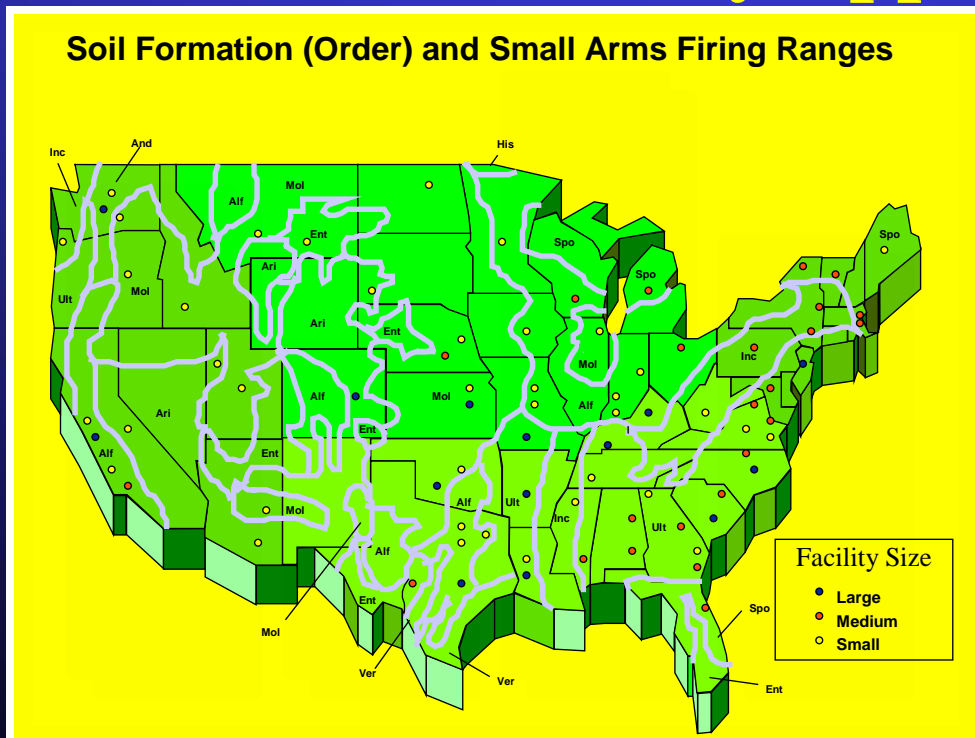 Soil Formation (Order) and Small Arms Firing Ranges
Inc
And
His
Mol
Alf
Ent
Spo
Spo
Spo
Ari
Ult
Mol
Ari
Ent
Mol
Inc
Alf
Mol
Alf
Ari
Ent
Alf
Ent
Alf
Ult
Inc
Ult
Mol
Alf
Ent
Mol
Ver
Ver
Spo
Ent
Facility Size
Large
Medium
Small